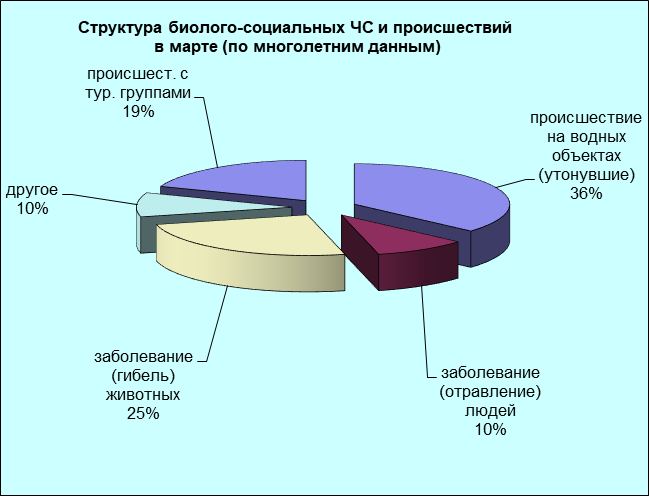 Структура биолого-социальных ЧС и происшествий
в марте (по многолетним данным)
происшест. с
тур. группами
19%
происшествие
на водных
объектах
(утонувшие)
36%
другое
10%
заболевание
(гибель)
животных
25%
заболевание
(отравление)
людей
10%